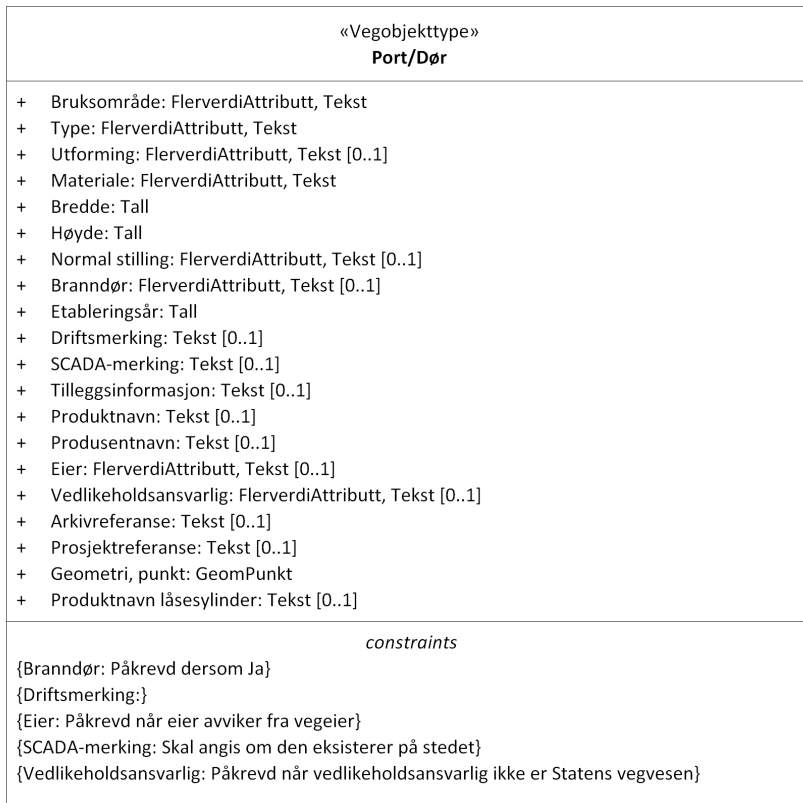 «Vegobjekttype»
Port/Dør
+ Bruksområde: FlerverdiAttributt, Tekst
+ Type: FlerverdiAttributt, Tekst
+ Utforming: FlerverdiAttributt, Tekst [0..1]
+ Materiale: FlerverdiAttributt, Tekst
+ Bredde: Tall
+ Høyde: Tall
+ Normal stilling: FlerverdiAttributt, Tekst [0..1]
+ Branndør: FlerverdiAttributt, Tekst [0..1]
+ Etableringsår: Tall
+ Driftsmerking: Tekst [0..1]
+ SCADA-merking: Tekst [0..1]
+ Tilleggsinformasjon: Tekst [0..1]
+ Produktnavn: Tekst [0..1]
+ Produsentnavn: Tekst [0..1]
+ Eier: FlerverdiAttributt, Tekst [0..1]
+ Vedlikeholdsansvarlig: FlerverdiAttributt, Tekst [0..1]
+ Arkivreferanse: Tekst [0..1]
+ Prosjektreferanse: Tekst [0..1]
+ Geometri, punkt: GeomPunkt
+ Produktnavn låsesylinder: Tekst [0..1]
constraints
{Branndør: Påkrevd dersom Ja}
{Driftsmerking:}
{Eier: Påkrevd når eier avviker fra vegeier}
{SCADA-merking: Skal angis om den eksisterer på stedet}
{Vedlikeholdsansvarlig: Påkrevd når vedlikeholdsansvarlig ikke er Statens vegvesen}